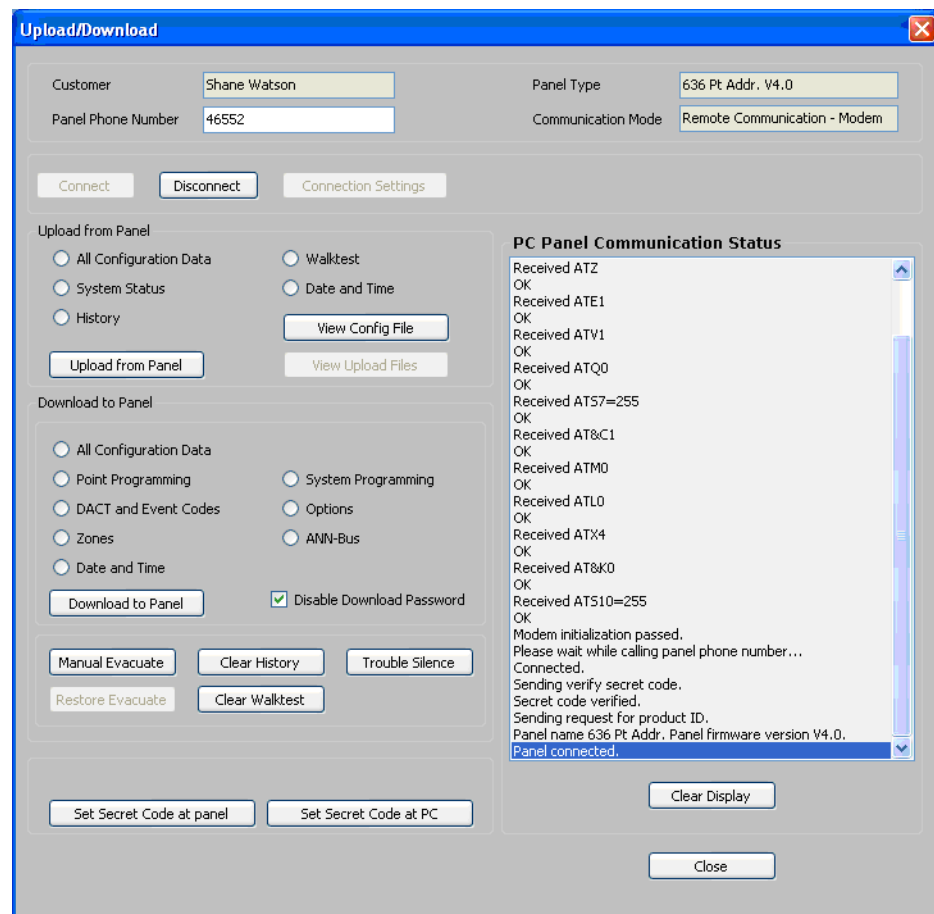 Upload/Download
Customer Shane Watson Panel Type 636 Pt Addr. V4.0
Panel Phone Number 46552 Communication Mode Remote Communication - Modem
Connect Disconnect Connection Settings
Upload from Panel
All Configuration Data Walktest
System Status Date and Time
History
View Config File
Upload from Panel View Upload Files
Download to Panel
All Configuration Data
Point Programming System Programming
DACT and Event Codes Options
Zones ANN-Bus
Date and Time
Download to Panel Disable Download Password
Manual Evacuate Clear History Trouble Silence
Restore Evacuate Clear Walktest
Set Secret Code at panel Set Secret Code at PC
PC Panel Communication Status
Received ATZ
OK
Received ATE1
OK
Received ATV1
OK
Received ATQ0
OK
Received ATS7=255
OK
Received AT&C1
OK
Received ATM0
OK
Received ATL0
OK
Received ATX4
OK
Received AT&K0
OK
Received ATS10=255
OK
Modem initialization passed.
Please wait while calling panel phone number...
Connected.
Sending verify secret code.
Secret code verified.
Sending request for product ID.
Panel name 636 Pt Addr. Panel firmware version V4.0.
Panel connected.
Clear Display
Close